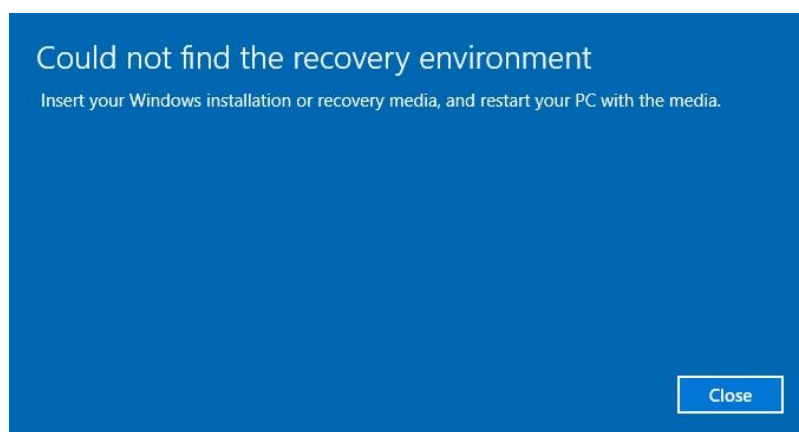 Could not find the recovery environment
Insert your Windows installation or recovery media, and restart your PC with the media.
Close